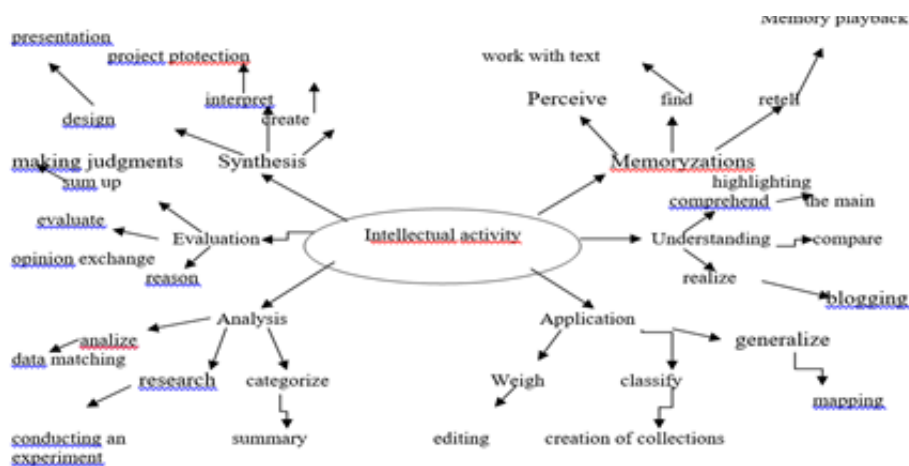 Memory playback
presentation
project ptotection
work with text
interpret
Perceive
find
retell
design
create
making judgments
Synthesis
Memoryzations
sum up
highlighting
comprehend
the main
evaluate
Intellectual activity
Evaluation
Understanding
compare
opinion exchange
reason
realize
blogging
Analysis
Application
analize
generalize
data matching
research
categorize
Weigh
classify
mapping
conducting an
experiment
summary
editing
creation of collections